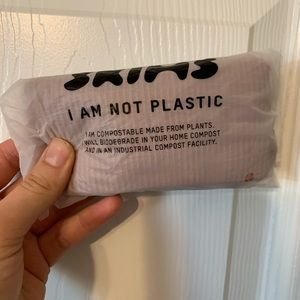 SKIMS
I AM NOT PLASTIC
I AM COMPOSTABLE MADE FROM PLANTS.
I WILL BIODEGRADE IN YOUR HOME COMPOST
AND IN AN INDUSTRIAL COMPOST FACILITY.